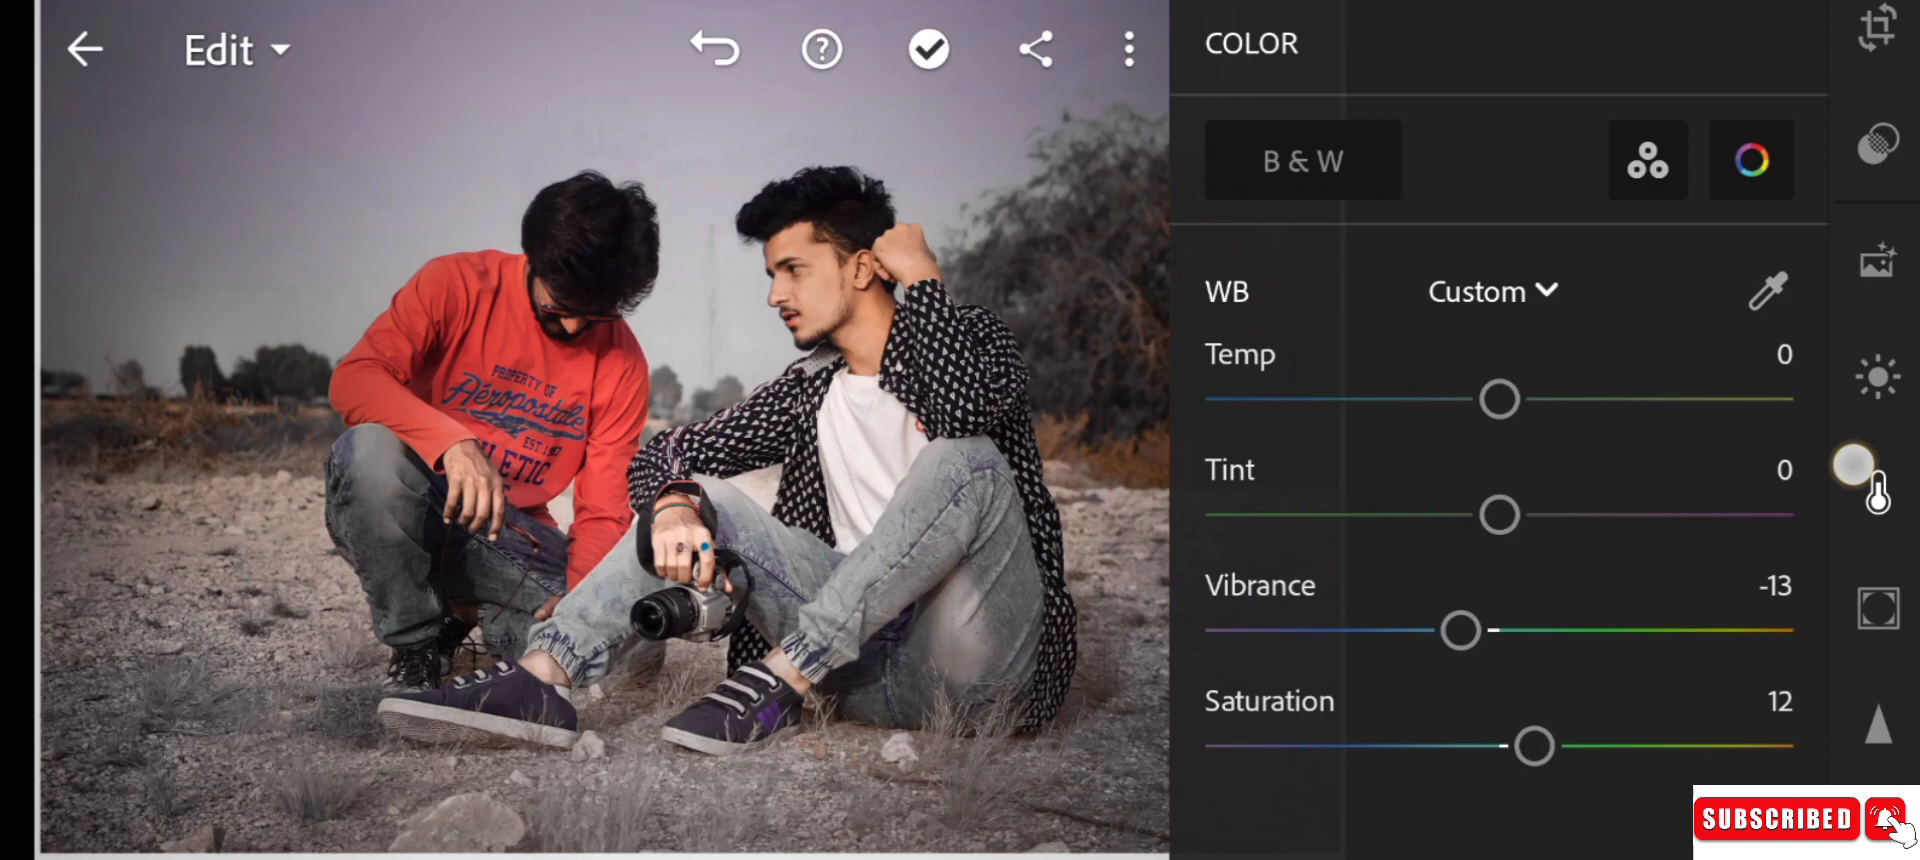 Edit
COLOR
B & W
WB Custom
Temp 0
Tint 0
Vibrance -13
Saturation 12
PROPERTY OF
Aéropostale
EST.
SUBSCRIBED